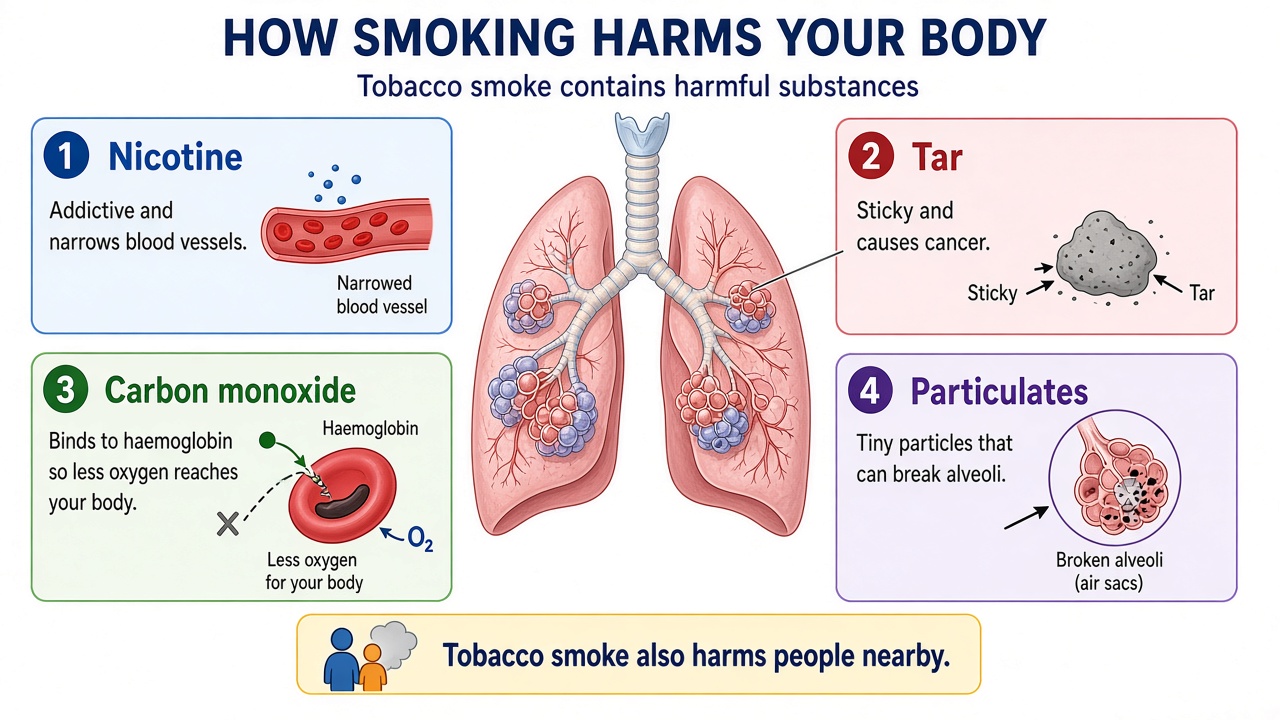 HOW SMOKING HARMS YOUR BODY
Tobacco smoke contains harmful substances
1 Nicotine
Addictive and
narrows blood vessels.
Narrowed
blood vessel
2 Tar
Sticky and
causes cancer.
Sticky
Tar
3 Carbon monoxide
Binds to haemoglobin
so less oxygen reaches
your body.
Haemoglobin
O₂
Less oxygen
for your body
4 Particulates
Tiny particles that
can break alveoli.
Broken alveoli
(air sacs)
Tobacco smoke also harms people nearby.